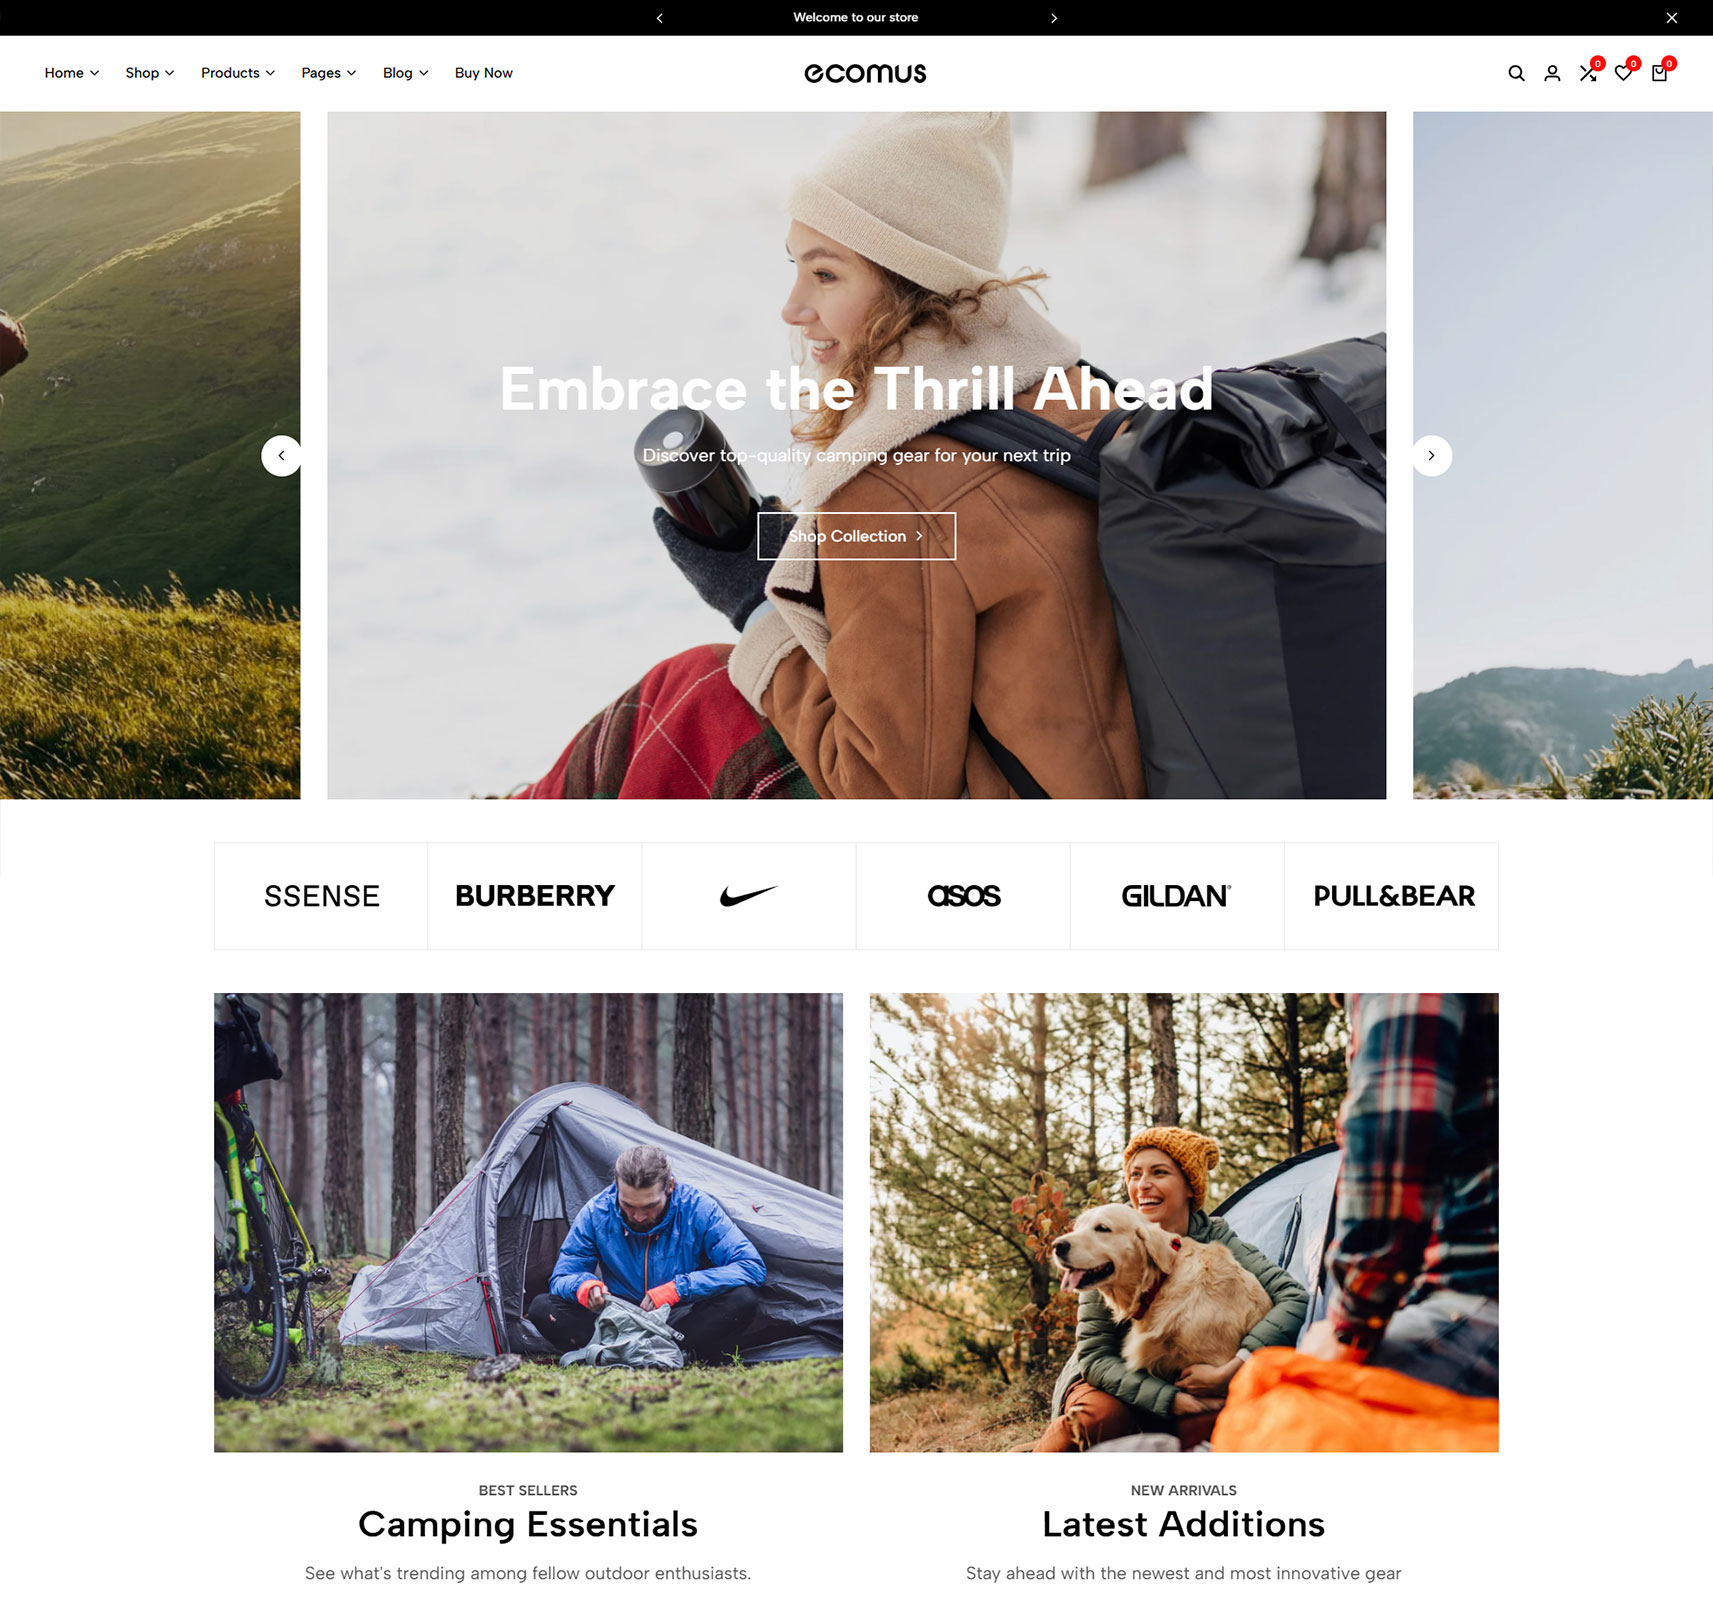 Welcome to our store
Home Shop Products Pages Blog Buy Now
ecomus
0 0 0
Embrace the Thrill Ahead
Discover top-quality camping gear for your next trip
Shop Collection
SSENSE
BURBERRY
asos
GILDAN®
PULL&BEAR
BEST SELLERS
Camping Essentials
See what's trending among fellow outdoor enthusiasts.
NEW ARRIVALS
Latest Additions
Stay ahead with the newest and most innovative gear